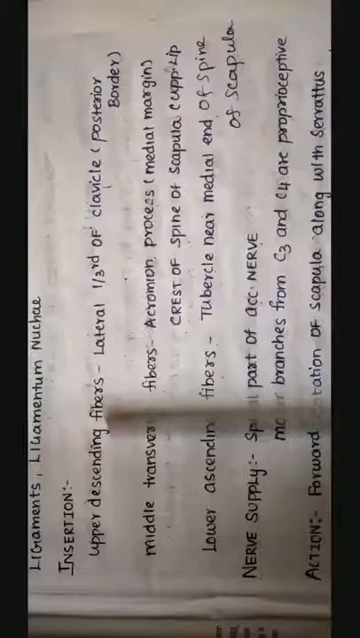 LIGaments, LIGamentum Nuchae
INSERTION:-
upper descending fibers - Lateral 1/3rd OF clavicle (posterior
Border)
middle fibers - Acromion process (medial margin)
CREST OF spine OF scapula (upp. Lip
Lower fibers - Tubercle near medial end OF spine
OF scapula
NERVE SUPPLY:- part of acc. NERVE
branches from C3 and C4 are proprioceptive
ACTION:- Forward OF scapula along with serrattus